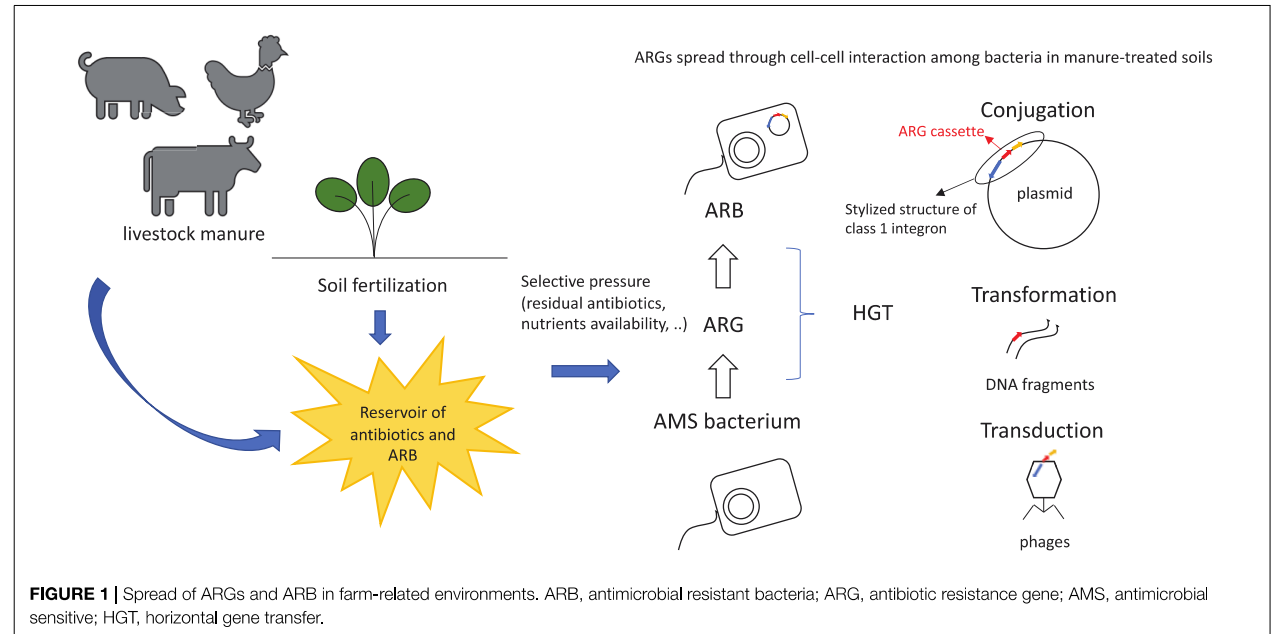 livestock manure
Soil fertilization
Reservoir of
antibiotics and
ARB
Selective pressure
(residual antibiotics,
nutrients availability, ..)
ARGs spread through cell-cell interaction among bacteria in manure-treated soils
ARB
ARG
AMS bacterium
HGT
Conjugation
ARG cassette
plasmid
Stylized structure of
class 1 integron
Transformation
DNA fragments
Transduction
phages
FIGURE 1 | Spread of ARGs and ARB in farm-related environments. ARB, antimicrobial resistant bacteria; ARG, antibiotic resistance gene; AMS, antimicrobial
sensitive; HGT, horizontal gene transfer.